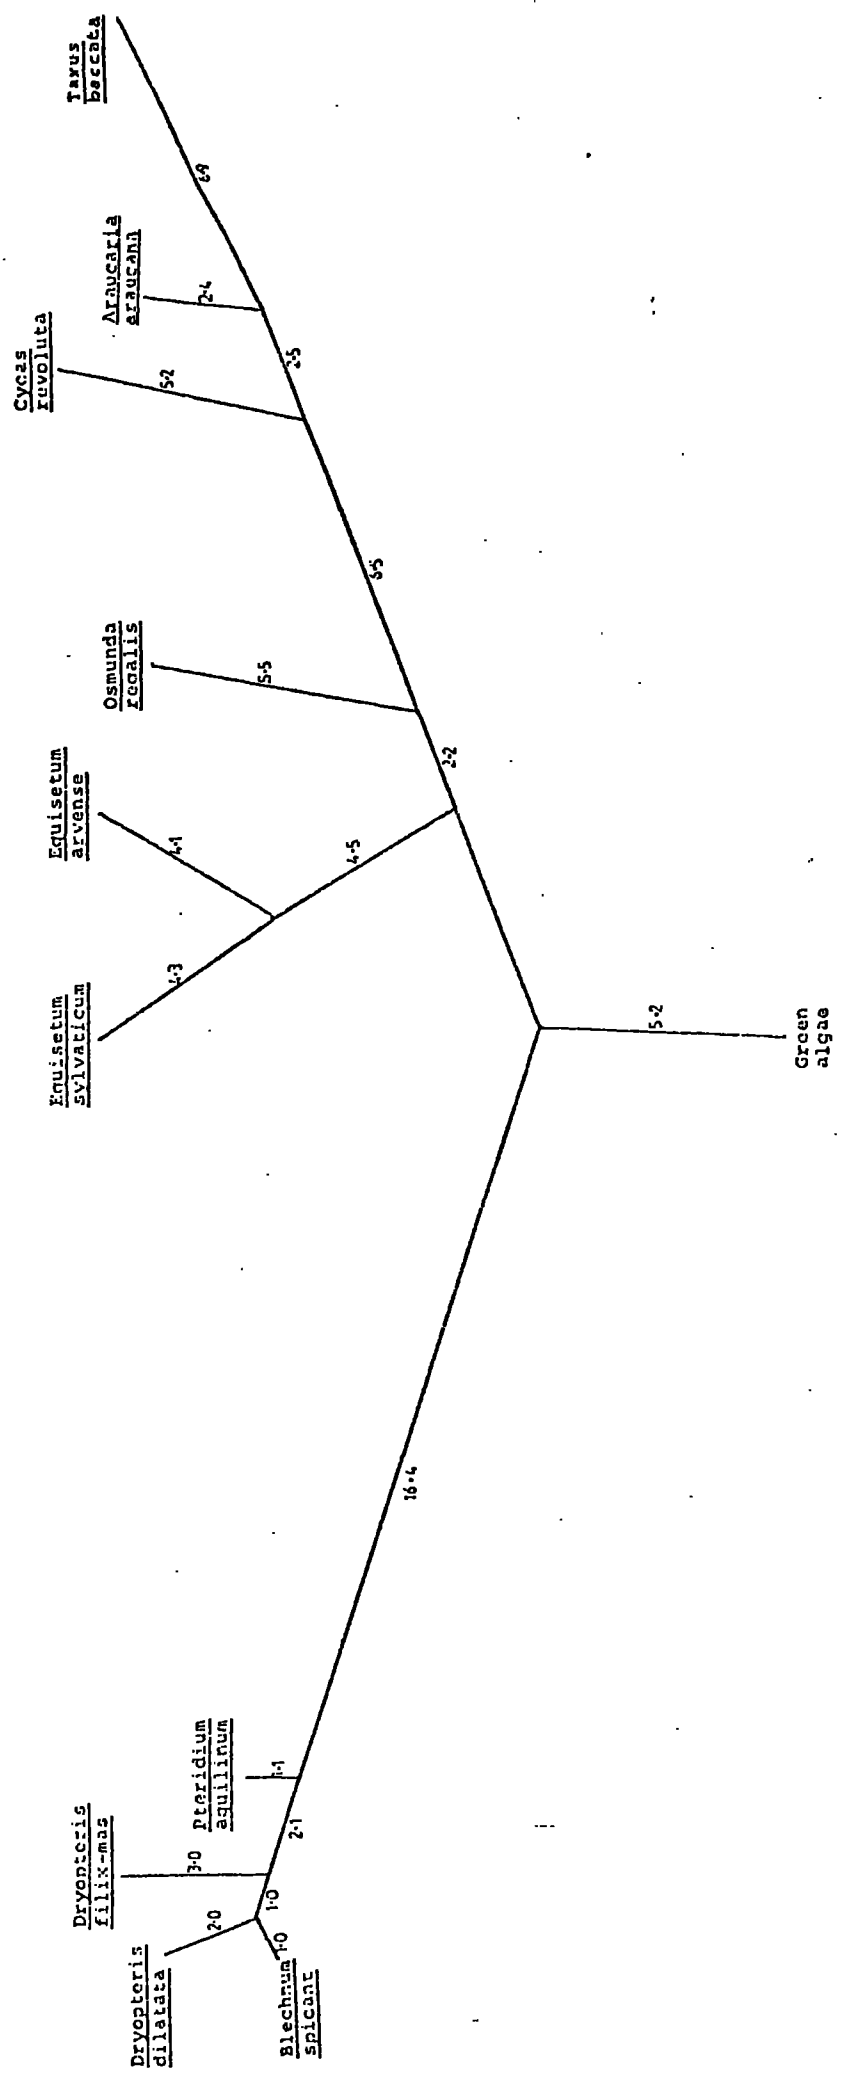 Taxus
baccata
6·9
Araucaria
araucana
2·4
2·5
Cycas
revoluta
5·2
6·5
Osmunda
regalis
5·5
2·2
Equisetum
arvense
4·1
4·5
Equisetum
sylvaticum
4·3
Green
algae
5·2
16·4
Pteridium
aquilinum
1·1
2·1
Dryopteris
filix-mas
3·0
1·0
Dryopteris
dilatata
2·0
Blechnum
spicant
1·0